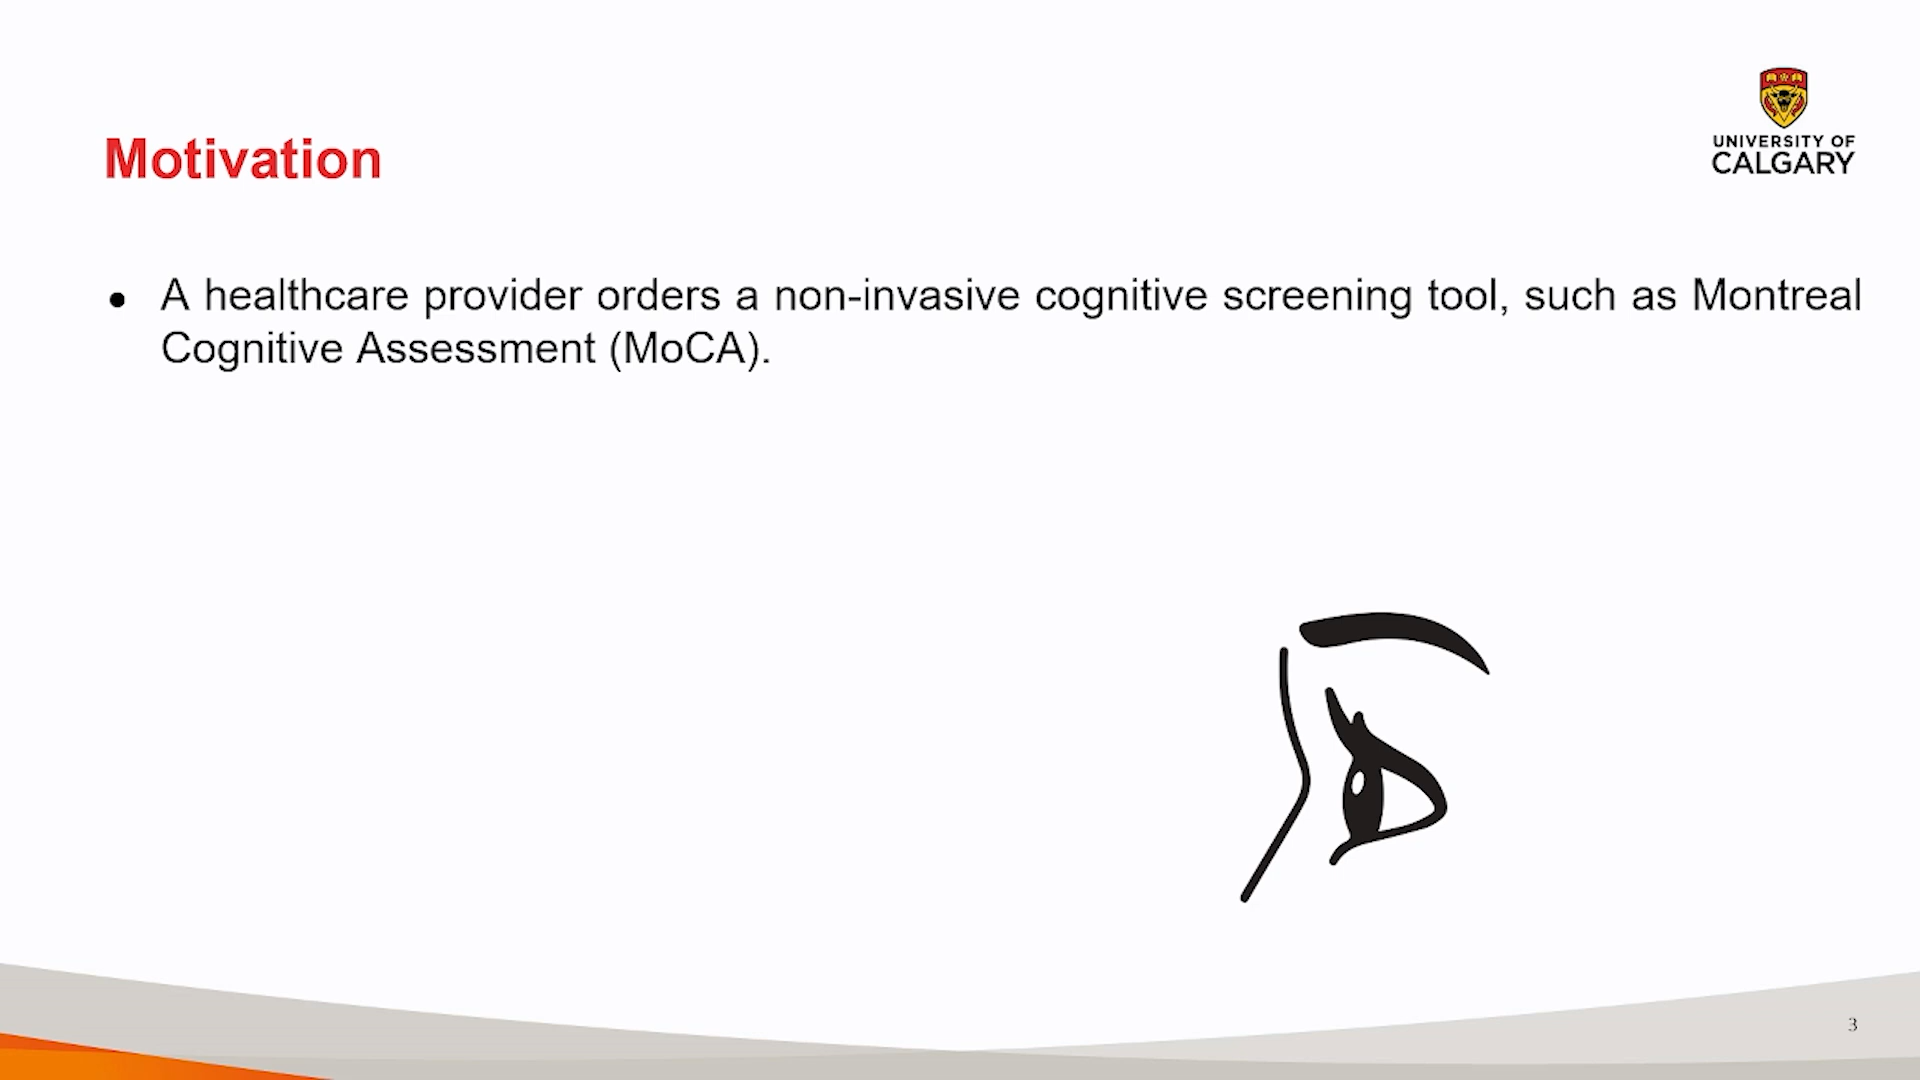 UNIVERSITY OF
CALGARY
Motivation
● A healthcare provider orders a non-invasive cognitive screening tool, such as Montreal
Cognitive Assessment (MoCA).
3